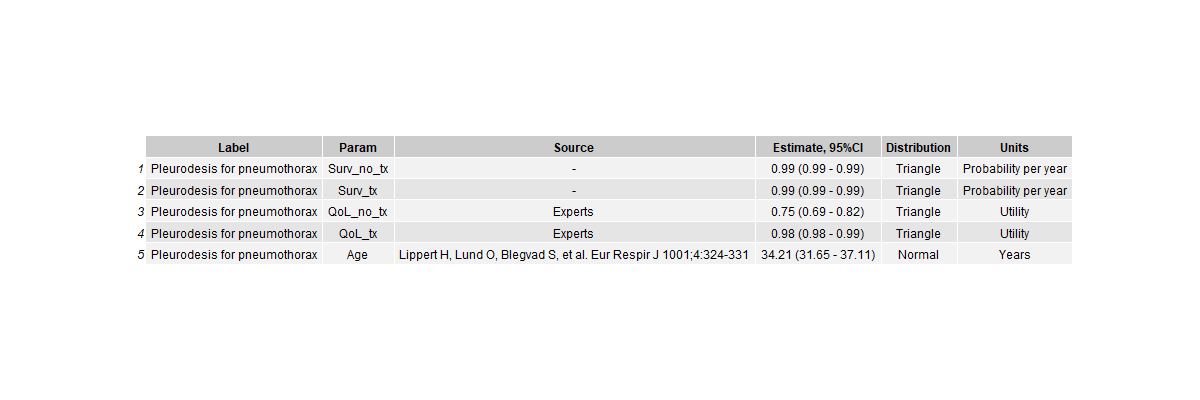 Label Param Source Estimate, 95%CI Distribution Units
1 Pleurodesis for pneumothorax Surv_no_tx - 0.99 (0.99 - 0.99) Triangle Probability per year
2 Pleurodesis for pneumothorax Surv_tx - 0.99 (0.99 - 0.99) Triangle Probability per year
3 Pleurodesis for pneumothorax QoL_no_tx Experts 0.75 (0.69 - 0.82) Triangle Utility
4 Pleurodesis for pneumothorax QoL_tx Experts 0.98 (0.98 - 0.99) Triangle Utility
5 Pleurodesis for pneumothorax Age Lippert H, Lund O, Blegvad S, et al. Eur Respir J 1001;4:324-331 34.21 (31.65 - 37.11) Normal Years